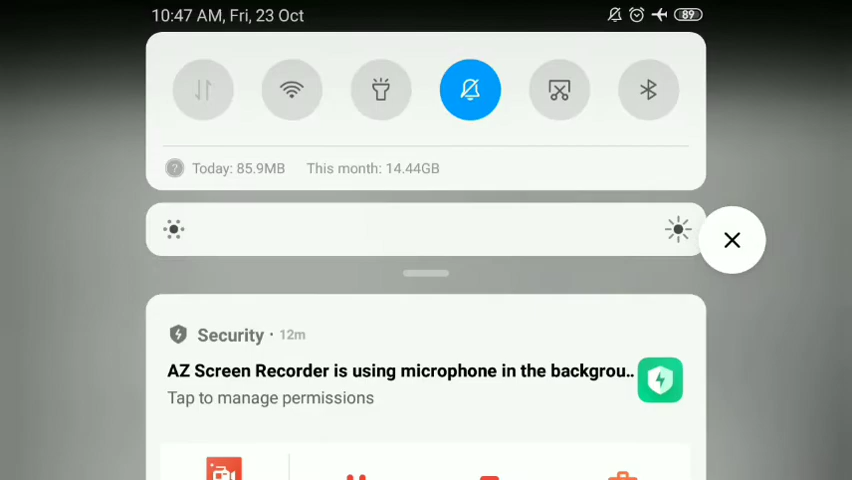 10:47 AM, Fri, 23 Oct 89
Today: 85.9MB This month: 14.44GB
Security · 12m
AZ Screen Recorder is using microphone in the backgrou..
Tap to manage permissions